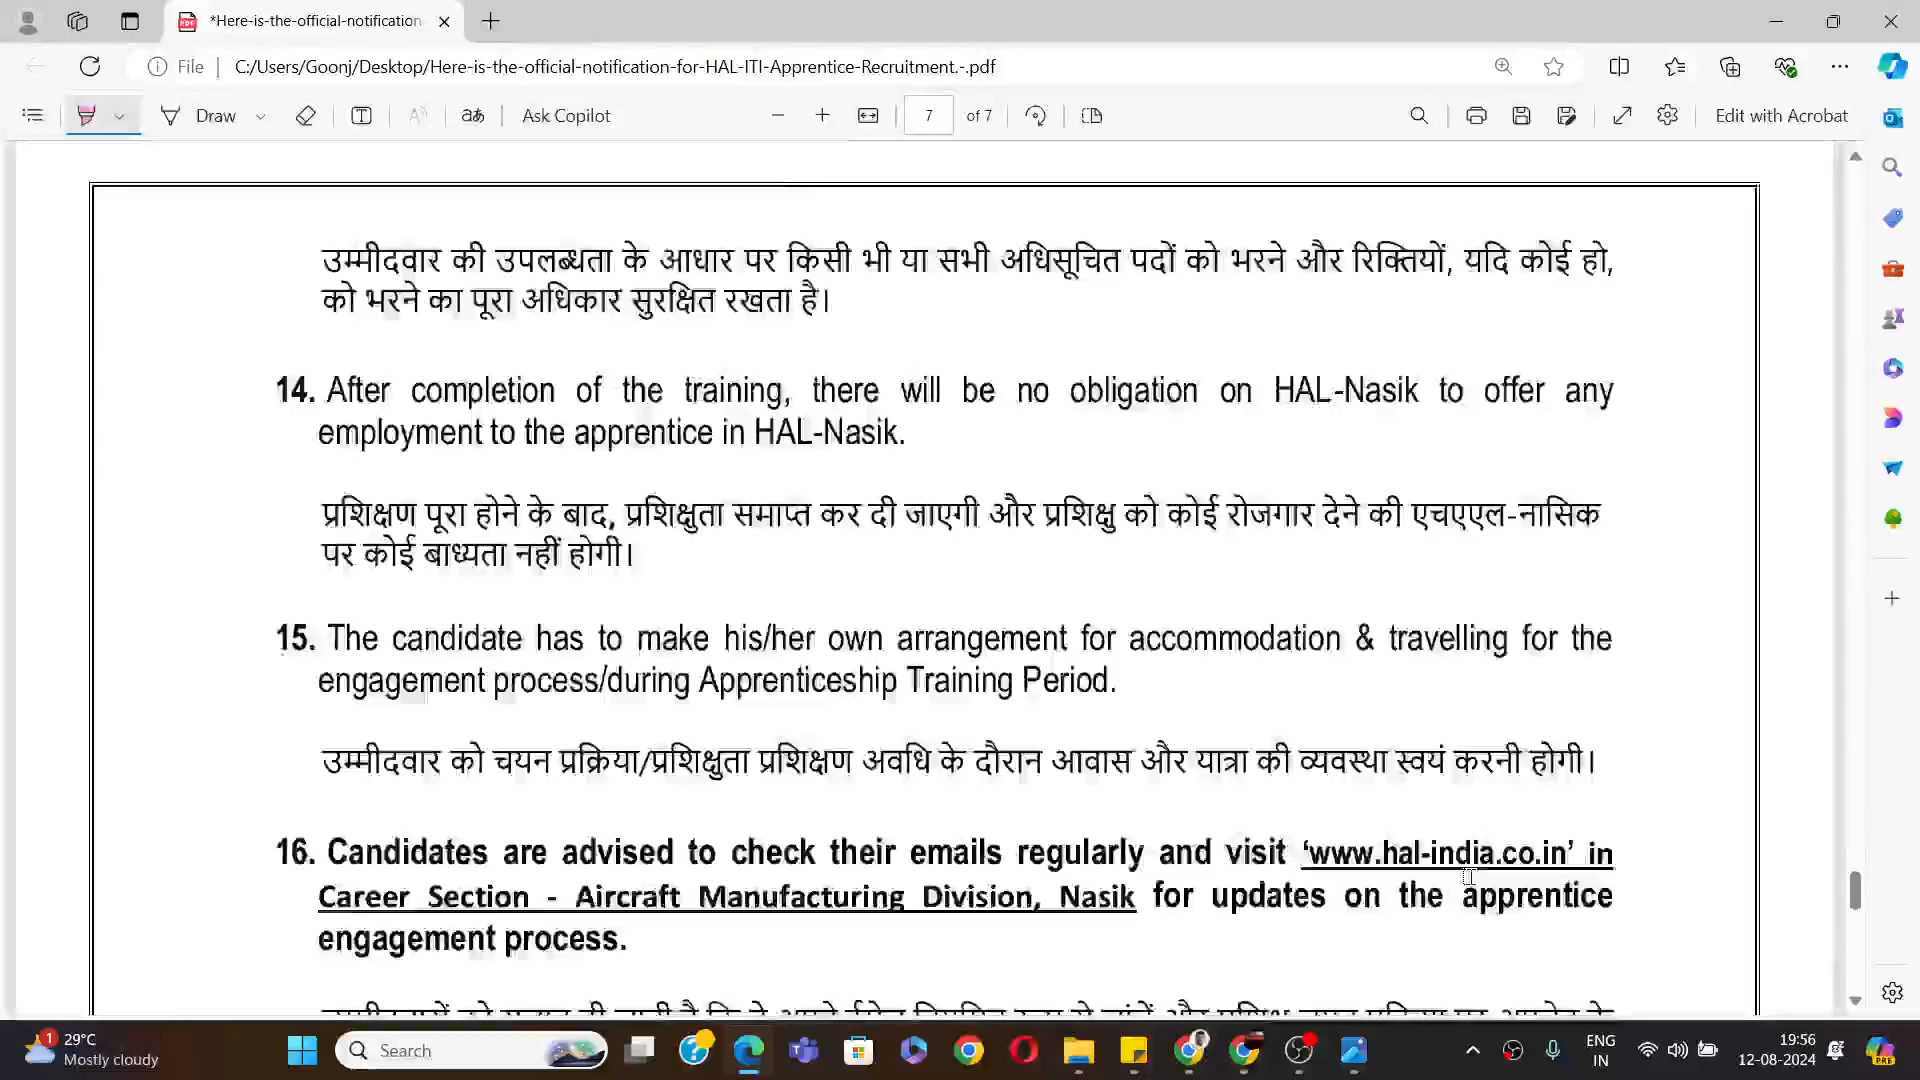 *Here-is-the-official-notification-
File
C:/Users/Goonj/Desktop/Here-is-the-official-notification-for-HAL-ITI-Apprentice-Recruitment.-.pdf
Draw
Ask Copilot
7 of 7
Edit with Acrobat
उम्मीदवार की उपलब्धता के आधार पर किसी भी या सभी अधिसूचित पदों को भरने और रिक्तियों, यदि कोई हो,
को भरने का पूरा अधिकार सुरक्षित रखता है।
14. After completion of the training, there will be no obligation on HAL-Nasik to offer any
employment to the apprentice in HAL-Nasik.
प्रशिक्षण पूरा होने के बाद, प्रशिक्षुता समाप्त कर दी जाएगी और प्रशिक्षु को कोई रोजगार देने की एचएएल-नासिक
पर कोई बाध्यता नहीं होगी।
15. The candidate has to make his/her own arrangement for accommodation & travelling for the
engagement process/during Apprenticeship Training Period.
उम्मीदवार को चयन प्रक्रिया/प्रशिक्षुता प्रशिक्षण अवधि के दौरान आवास और यात्रा की व्यवस्था स्वयं करनी होगी।
16. Candidates are advised to check their emails regularly and visit ‘www.hal-india.co.in’ in
Career Section - Aircraft Manufacturing Division, Nasik for updates on the apprentice
engagement process.
1
29°C
Mostly cloudy
Search
ENG
IN
19:56
12-08-2024